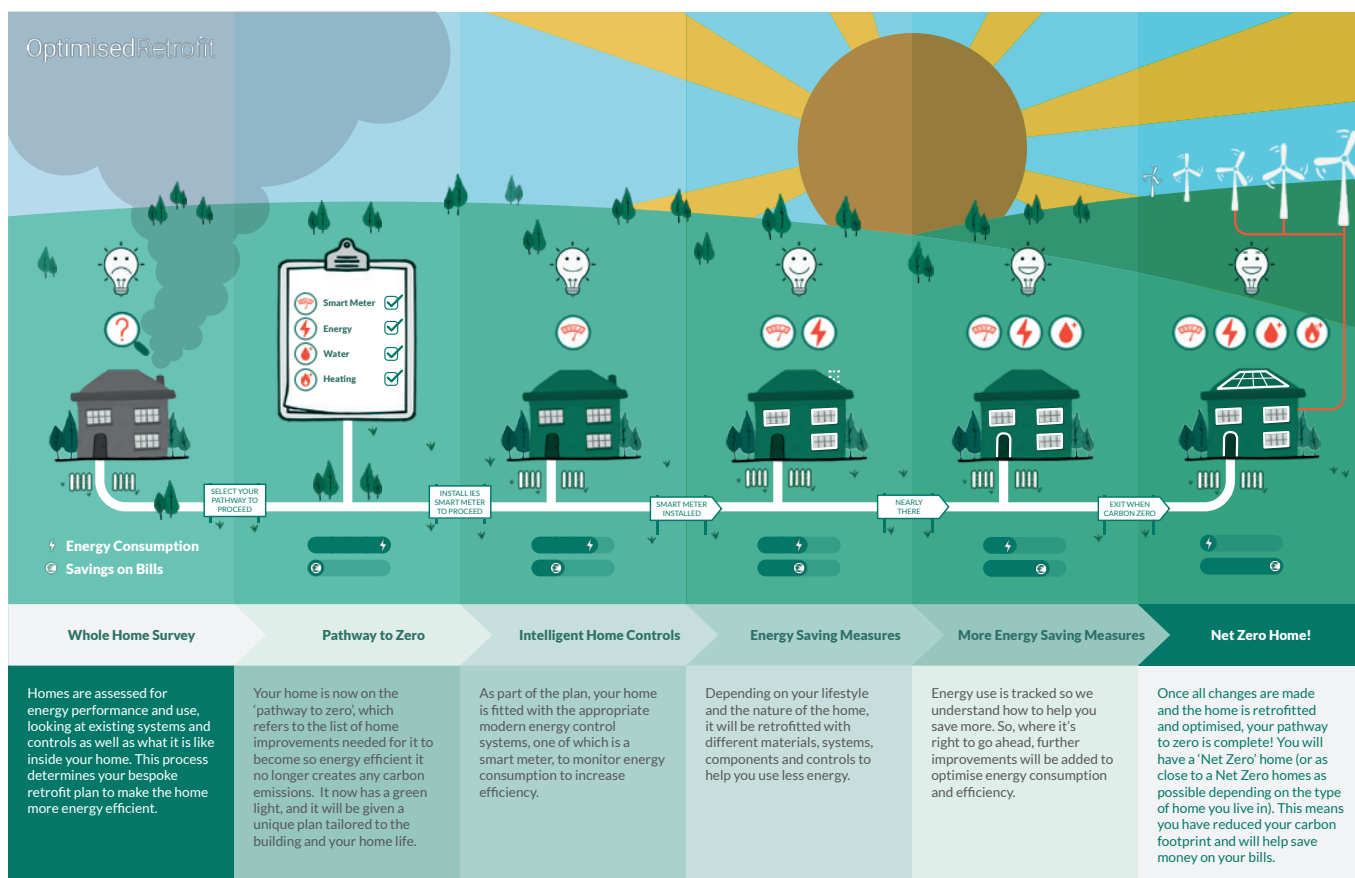 OptimisedRetrofit
?
Smart Meter
Energy
Water
Heating
SELECT YOUR
PATHWAY TO
PROCEED
INSTALL IES
SMART METER
TO PROCEED
SMART METER
INSTALLED
NEARLY
THERE
EXIT WHEN
CARBON ZERO
Energy Consumption
£ Savings on Bills
£
£
£
£
£
Whole Home Survey
Pathway to Zero
Intelligent Home Controls
Energy Saving Measures
More Energy Saving Measures
Net Zero Home!
Homes are assessed for
energy performance and use,
looking at existing systems and
controls as well as what it is like
inside your home. This process
determines your bespoke
retrofit plan to make the home
more energy efficient.
Your home is now on the
‘pathway to zero’, which
refers to the list of home
improvements needed for it to
become so energy efficient it
no longer creates any carbon
emissions. It now has a green
light, and it will be given a
unique plan tailored to the
building and your home life.
As part of the plan, your home
is fitted with the appropriate
modern energy control
systems, one of which is a
smart meter, to monitor energy
consumption to increase
efficiency.
Depending on your lifestyle
and the nature of the home,
it will be retrofitted with
different materials, systems,
components and controls to
help you use less energy.
Energy use is tracked so we
understand how to help you
save more. So, where it’s
right to go ahead, further
improvements will be added to
optimise energy consumption
and efficiency.
Once all changes are made
and the home is retrofitted
and optimised, your pathway
to zero is complete! You will
have a ‘Net Zero’ home (or as
close to a Net Zero homes as
possible depending on the type
of home you live in). This means
you have reduced your carbon
footprint and will help save
money on your bills.